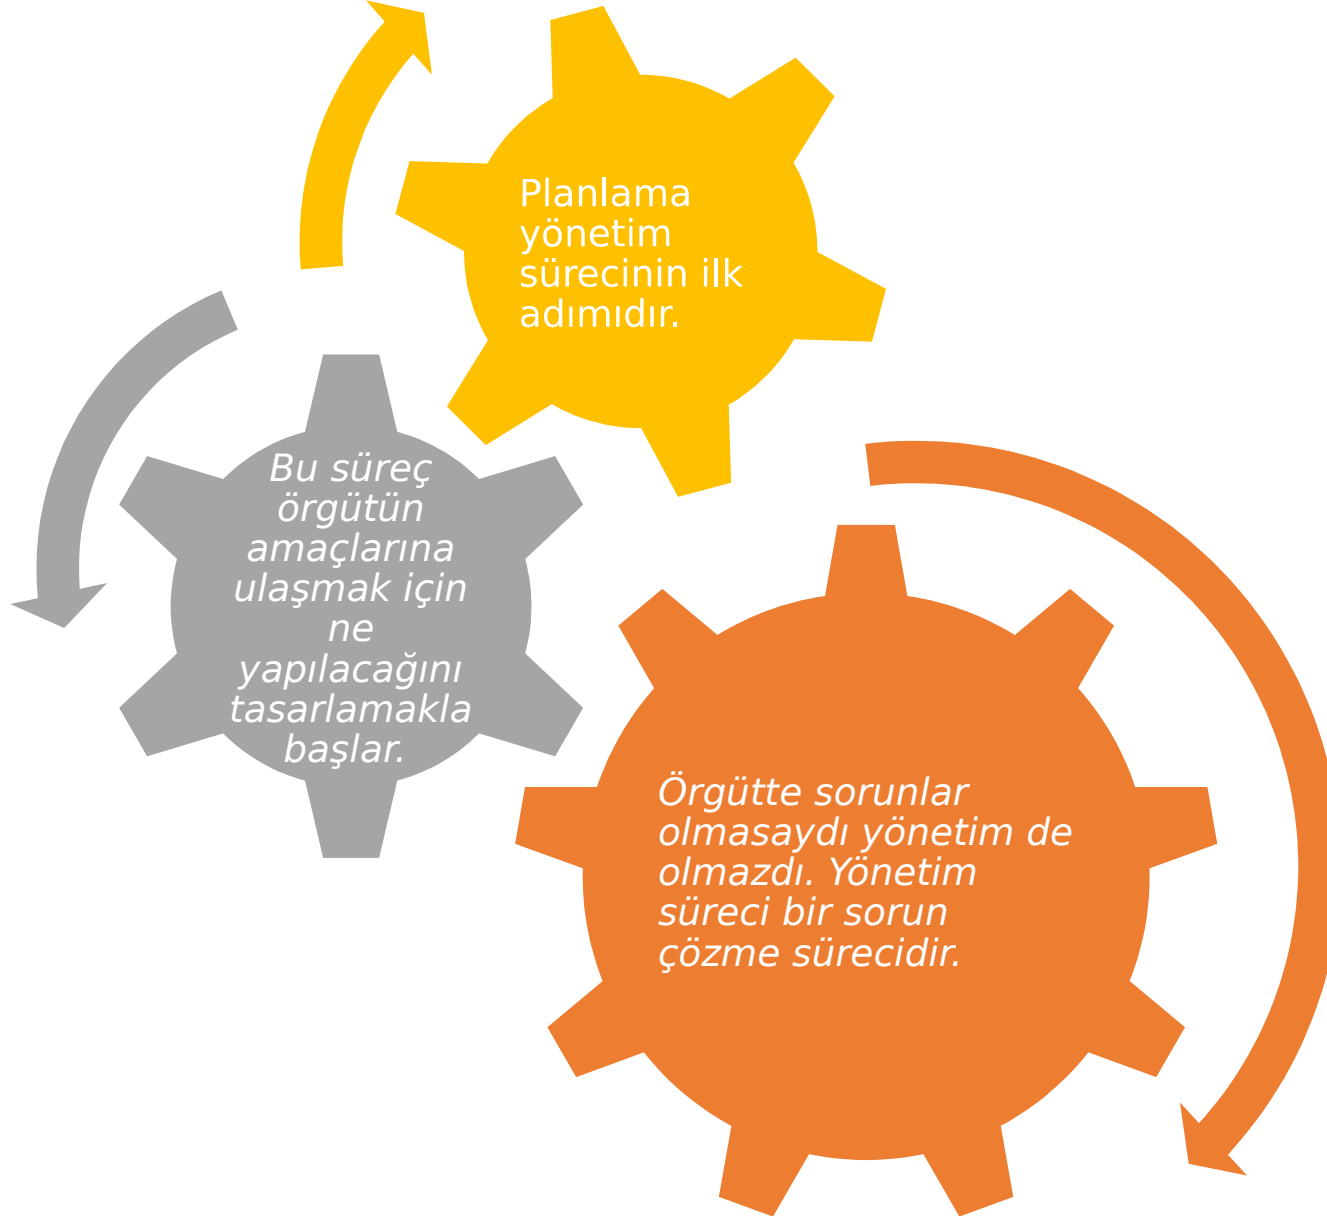 Planlama
yönetim
sürecinin ilk
adımıdır.
Bu süreç
örgütün
amaçlarına
ulaşmak için
ne
yapılacağını
tasarlamakla
başlar.
Örgütte sorunlar
olmasaydı yönetim de
olmazdı. Yönetim
süreci bir sorun
çözme sürecidir.